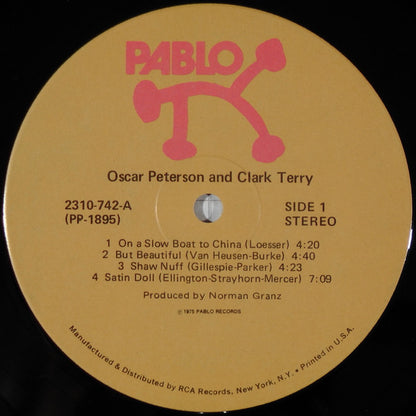 PABLO
Oscar Peterson and Clark Terry
2310-742-A
(PP-1895)
SIDE 1
STEREO
1 On a Slow Boat to China (Loesser) 4:20
2 But Beautiful (Van Heusen-Burke) 4:40
3 Shaw Nuff (Gillespie-Parker) 4:23
4 Satin Doll (Ellington-Strayhorn-Mercer) 7:09
Produced by Norman Granz
℗ 1975 PABLO RECORDS
Manufactured & Distributed by RCA Records, New York, N.Y. • Printed in U.S.A.